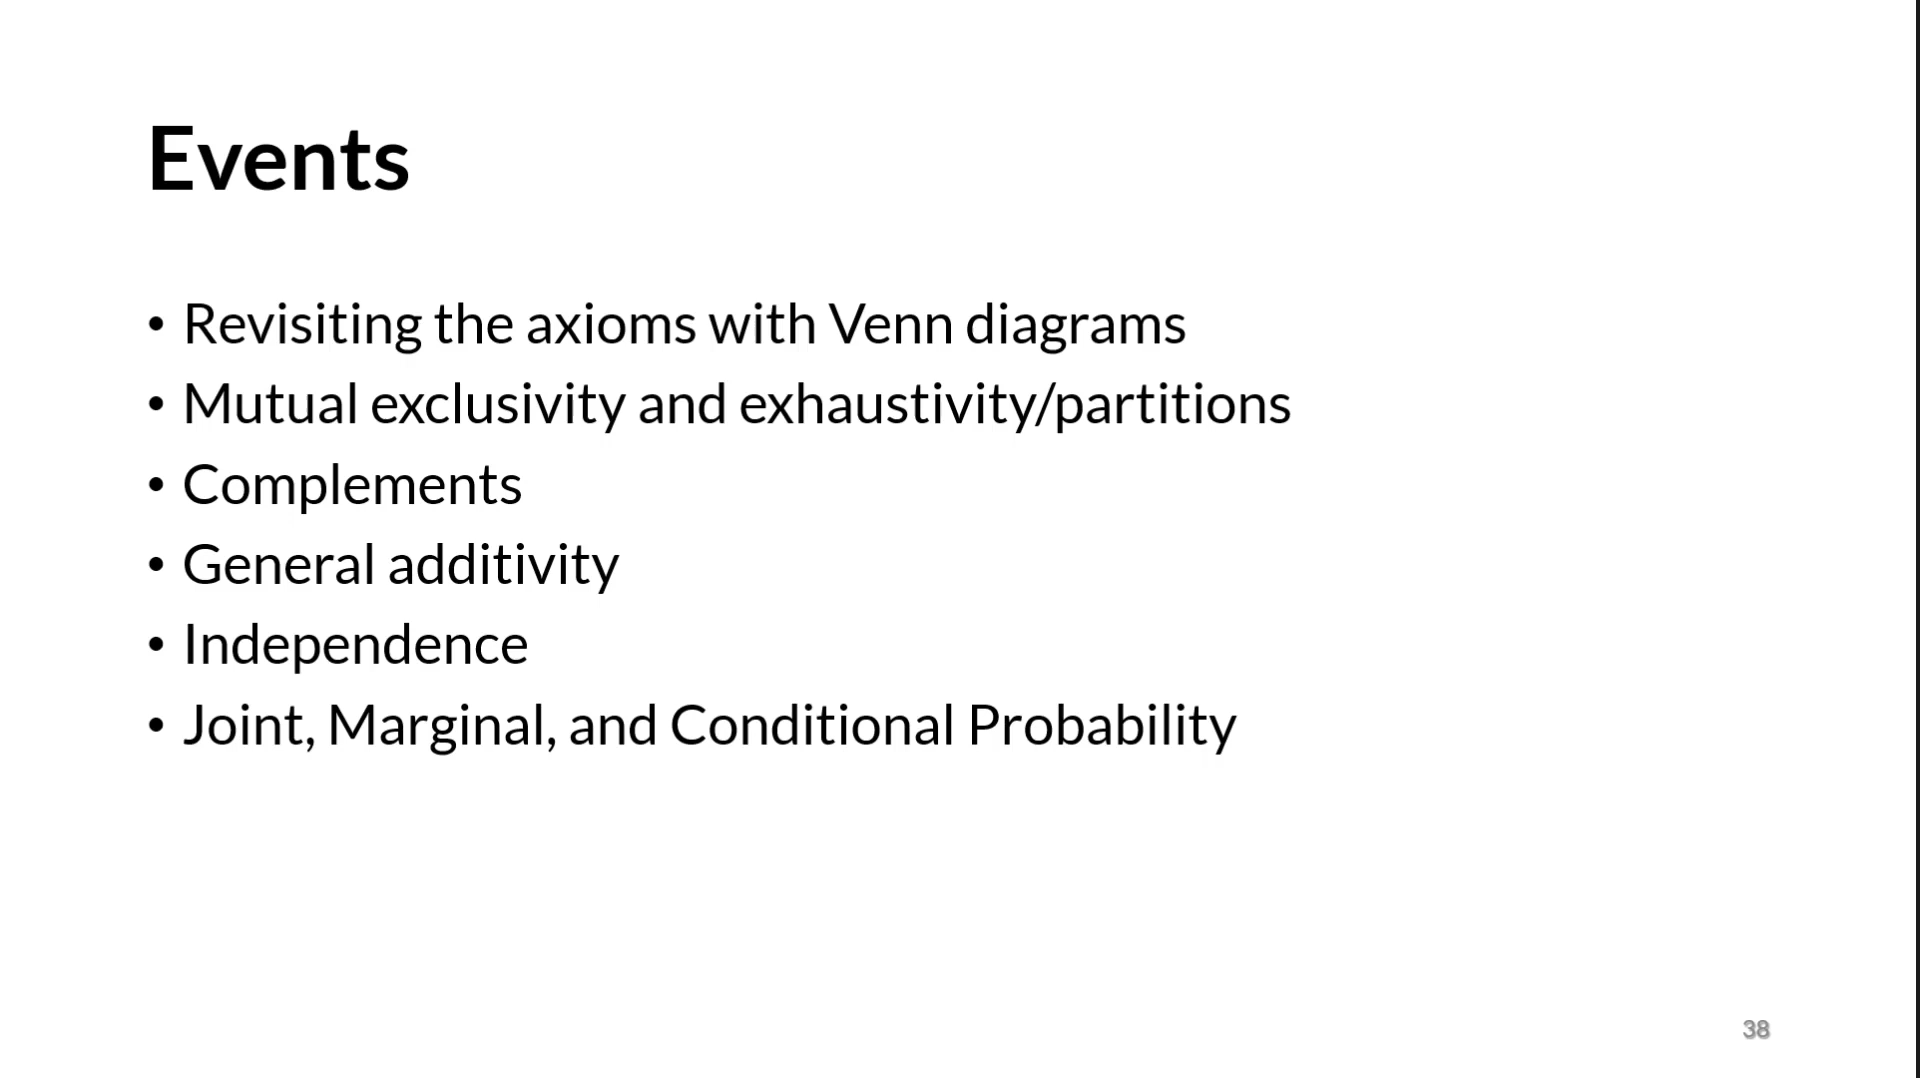 Events
• Revisiting the axioms with Venn diagrams
• Mutual exclusivity and exhaustivity/partitions
• Complements
• General additivity
• Independence
• Joint, Marginal, and Conditional Probability
38